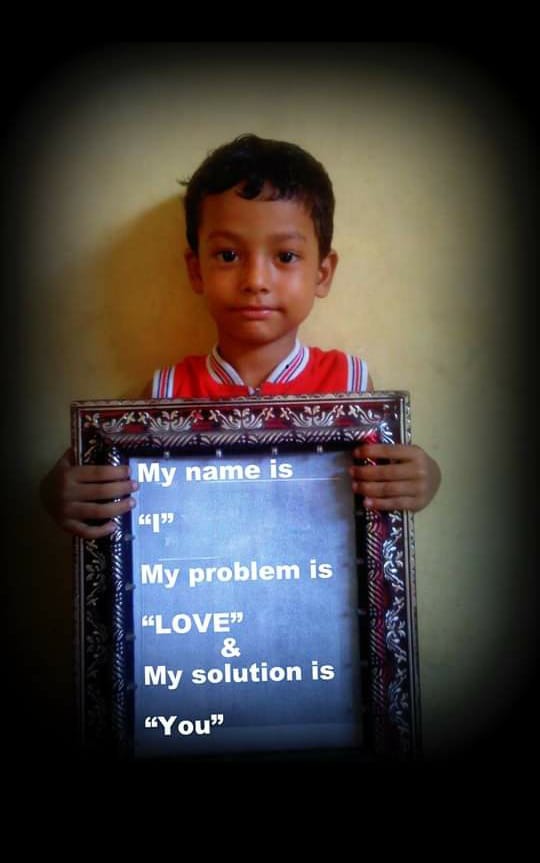 My name is
“I”
My problem is
“LOVE”
&
My solution is
“You”